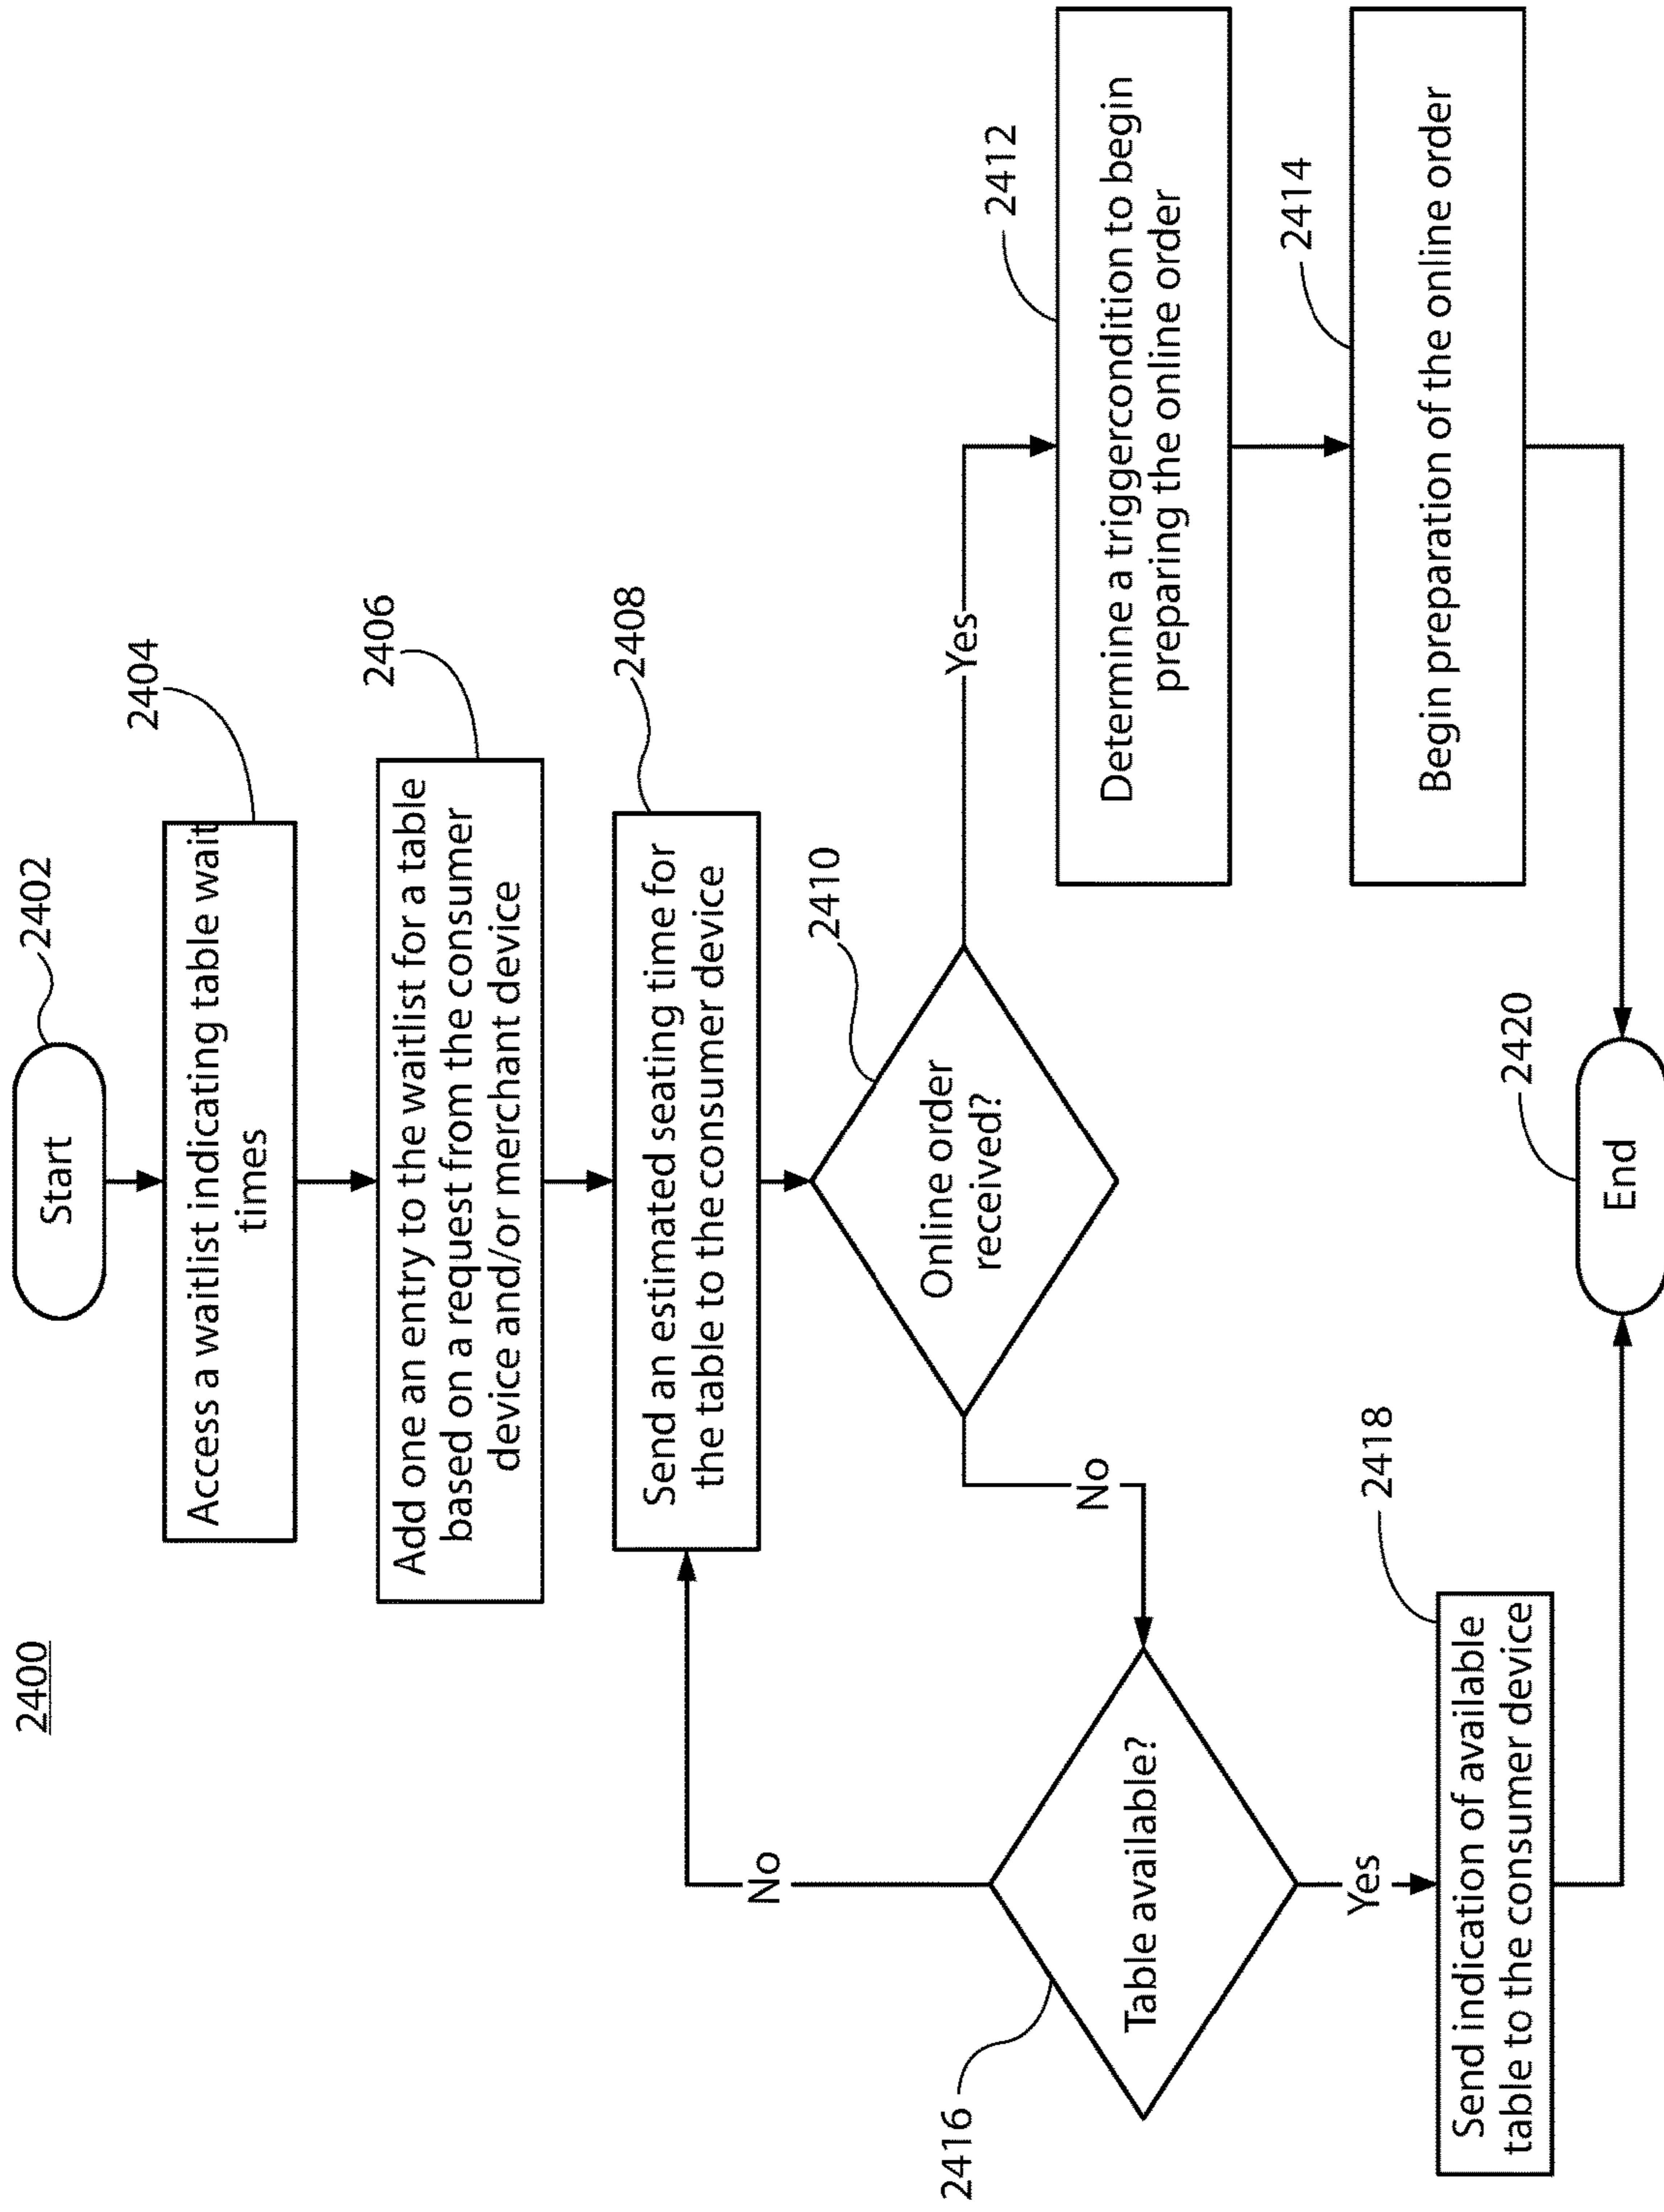 2400
Start
2402
Access a waitlist indicating table wait
times
2404
Add one an entry to the waitlist for a table
based on a request from the consumer
device and/or merchant device
2406
Send an estimated seating time for
the table to the consumer device
2408
Online order
received?
2410
Yes
No
Determine a triggercondition to begin
preparing the online order
2412
Begin preparation of the online order
2414
Table available?
2416
No
Yes
Send indication of available
table to the consumer device
2418
End
2420